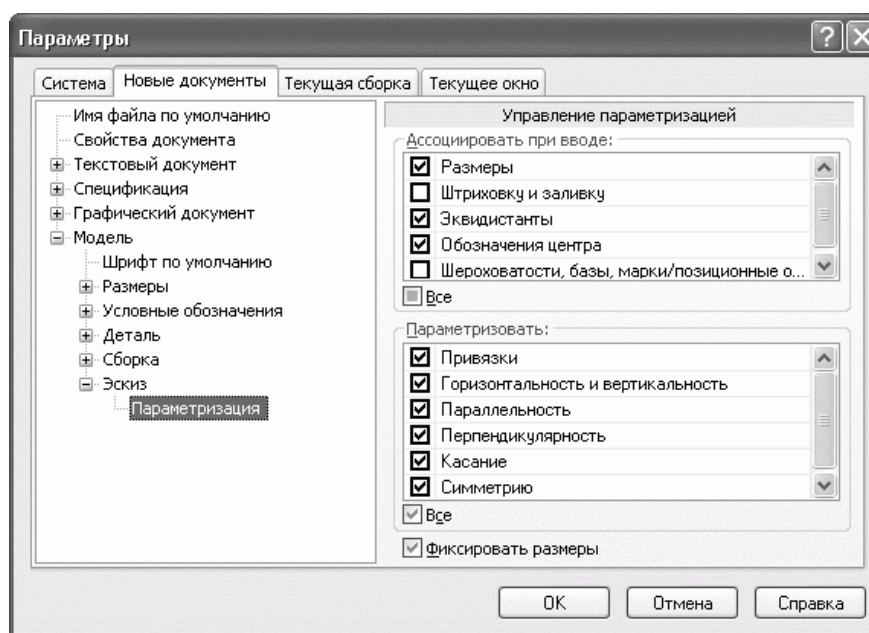 Параметры
Система Новые документы Текущая сборка Текущее окно
Имя файла по умолчанию
Свойства документа
Текстовый документ
Спецификация
Графический документ
Модель
Шрифт по умолчанию
Размеры
Условные обозначения
Деталь
Сборка
Эскиз
Параметризация
Управление параметризацией
Ассоциировать при вводе:
Размеры
Штриховку и заливку
Эквидистанты
Обозначения центра
Шероховатости, базы, марки/позиционные о...
Все
Параметризовать:
Привязки
Горизонтальность и вертикальность
Параллельность
Перпендикулярность
Касание
Симметрию
Все
Фиксировать размеры
OK Отмена Справка